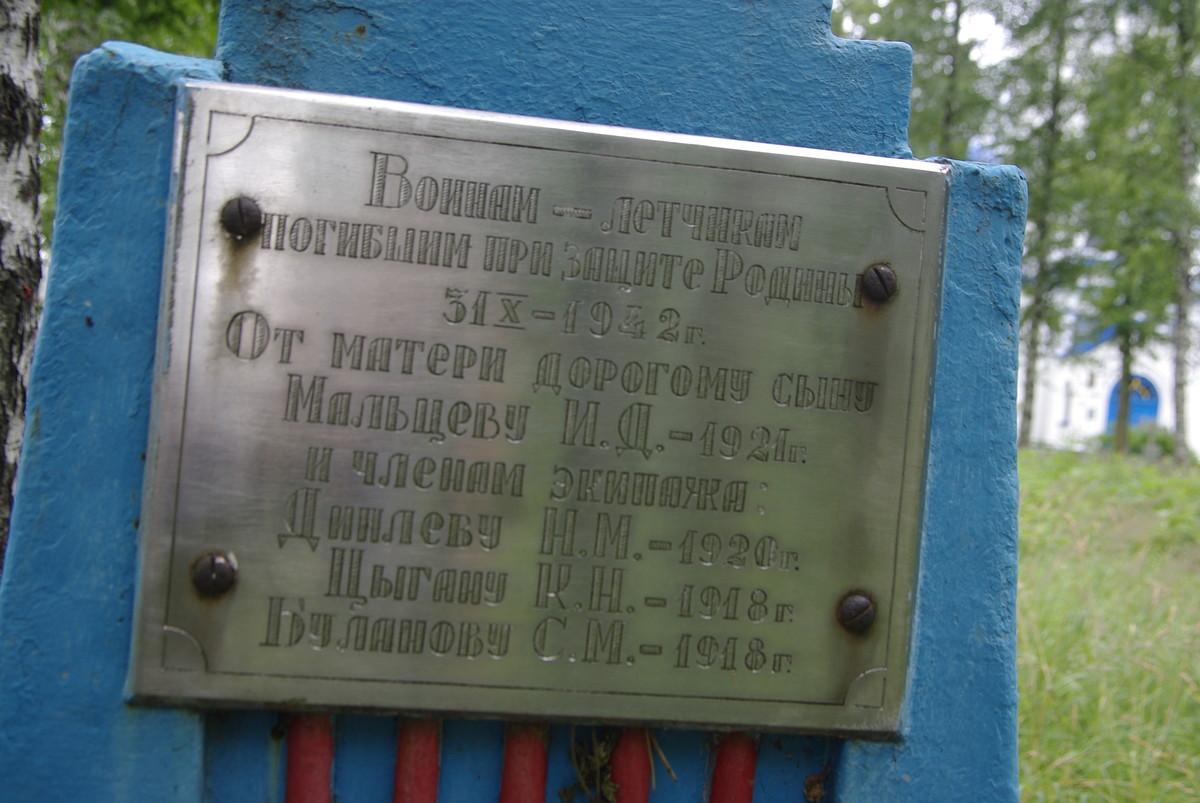 Воинам — летчикам
погибшим при защите Родины
31 X – 1942 г.
От матери дорогому сыну
Мальцеву И.Д. – 1921 г.
и членам экипажа:
Диплеву Н.М. – 1920 г.
Цыгану К.Н. – 1918 г.
Буланову С.М. – 1918 г.